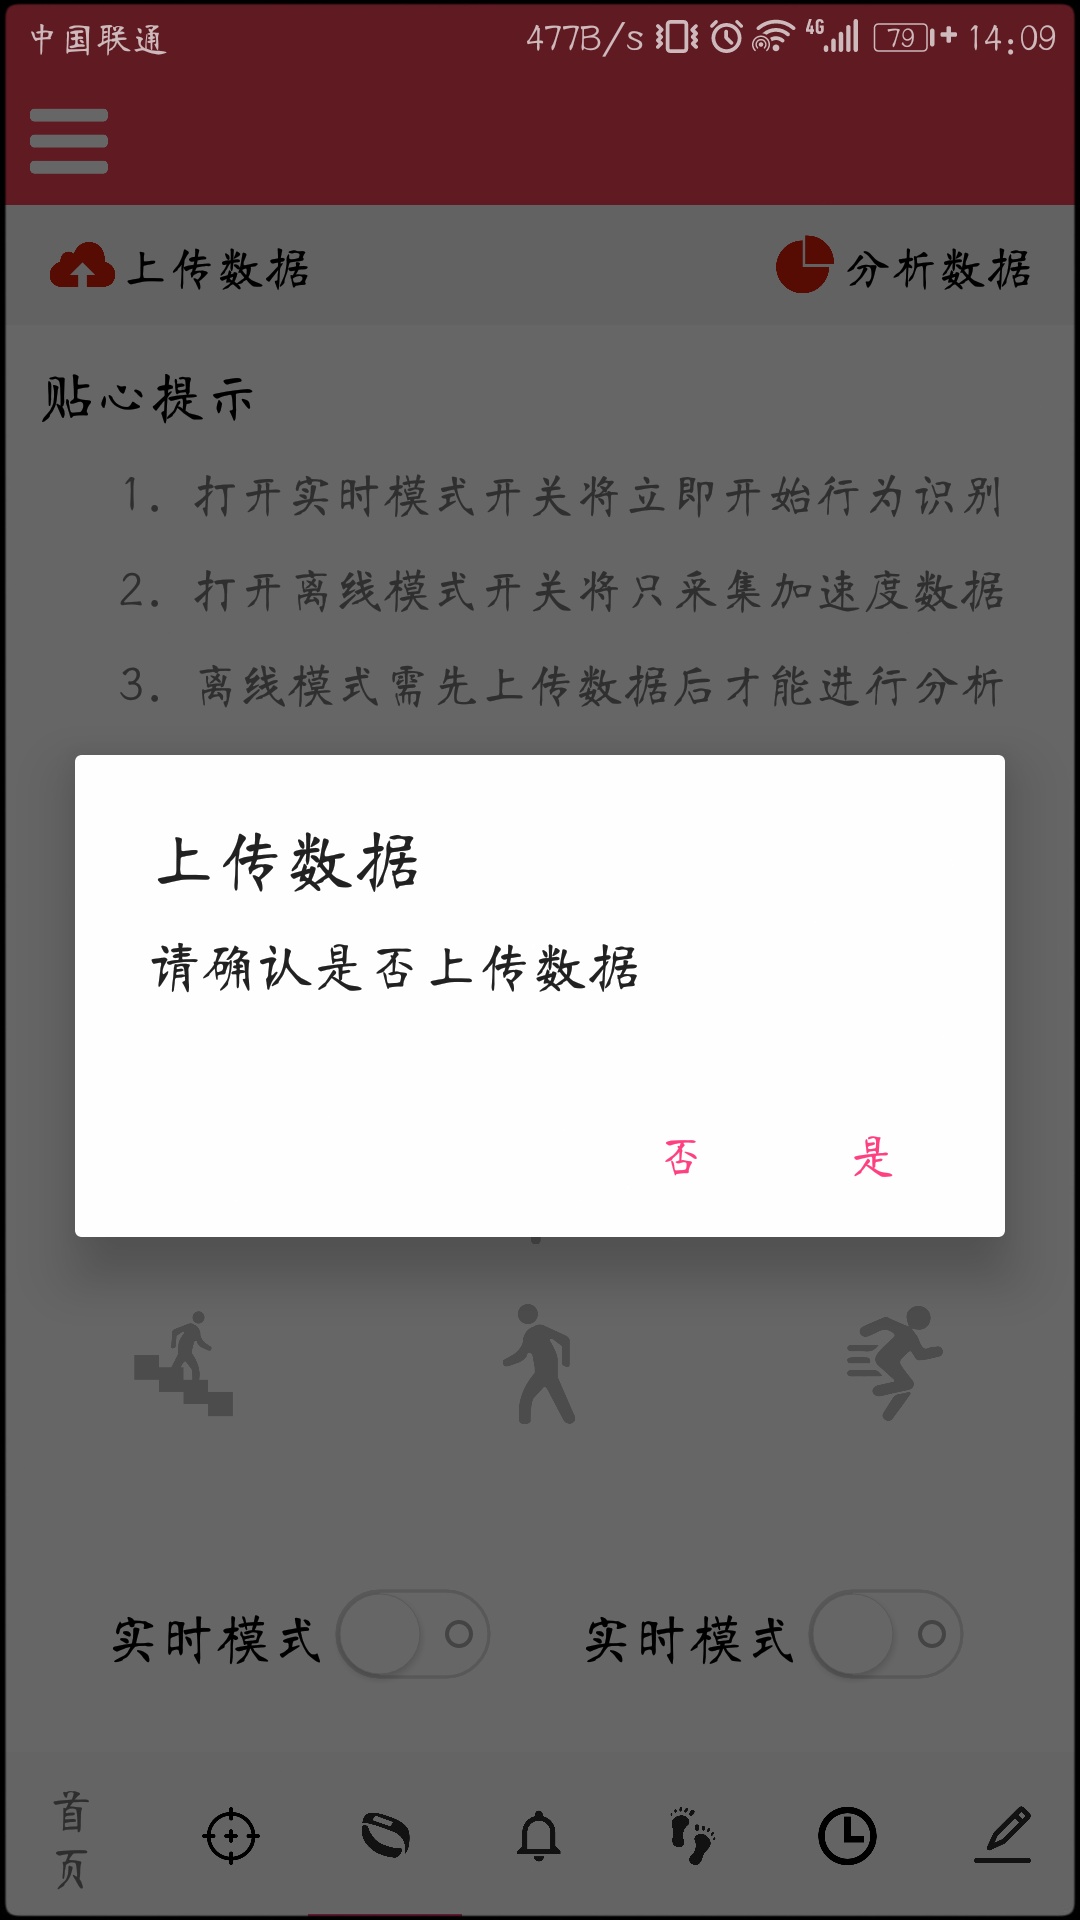 中国联通 477B/s 4G 79 14:09
上传数据 分析数据
贴心提示
1. 打开实时模式开关将立即开始行为识别
2. 打开离线模式开关将只采集加速度数据
3. 离线模式需先上传数据后才能进行分析
上传数据
请确认是否上传数据
否 是
实时模式 实时模式
首
页